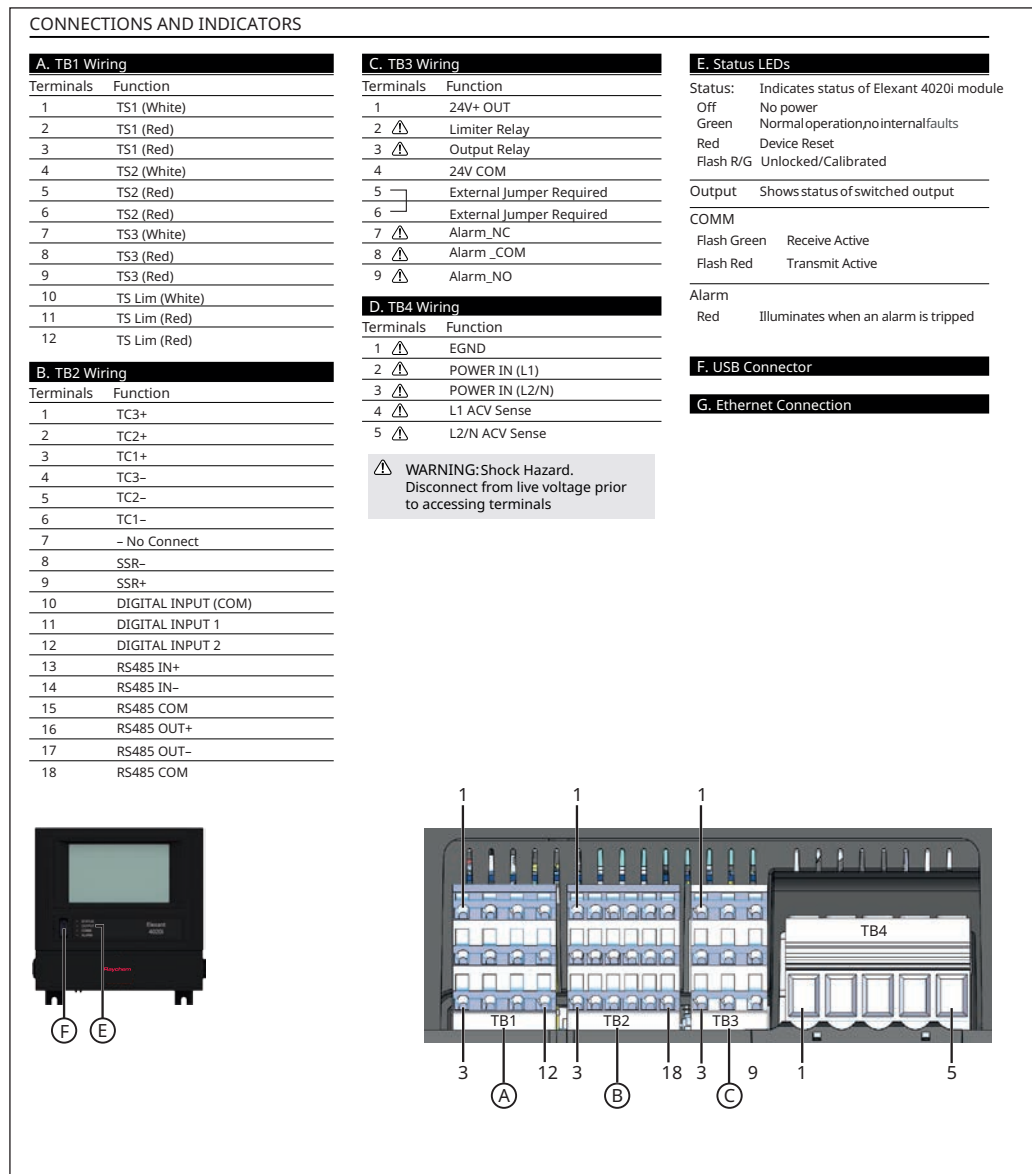 CONNECTIONS AND INDICATORS
A. TB1 Wiring
Terminals Function
1 TS1 (White)
2 TS1 (Red)
3 TS1 (Red)
4 TS2 (White)
5 TS2 (Red)
6 TS2 (Red)
7 TS3 (White)
8 TS3 (Red)
9 TS3 (Red)
10 TS Lim (White)
11 TS Lim (Red)
12 TS Lim (Red)
B. TB2 Wiring
Terminals Function
1 TC3+
2 TC2+
3 TC1+
4 TC3–
5 TC2–
6 TC1–
7 – No Connect
8 SSR–
9 SSR+
10 DIGITAL INPUT (COM)
11 DIGITAL INPUT 1
12 DIGITAL INPUT 2
13 RS485 IN+
14 RS485 IN–
15 RS485 COM
16 RS485 OUT+
17 RS485 OUT–
18 RS485 COM
C. TB3 Wiring
Terminals Function
1 24V+ OUT
2 ⚠ Limiter Relay
3 ⚠ Output Relay
4 24V COM
5 External Jumper Required
6 External Jumper Required
7 ⚠ Alarm_NC
8 ⚠ Alarm _COM
9 ⚠ Alarm_NO
D. TB4 Wiring
Terminals Function
1 ⚠ EGND
2 ⚠ POWER IN (L1)
3 ⚠ POWER IN (L2/N)
4 ⚠ L1 ACV Sense
5 ⚠ L2/N ACV Sense
⚠ WARNING:Shock Hazard.
Disconnect from live voltage prior
to accessing terminals
E. Status LEDs
Status: Indicates status of Elexant 4020i module
Off No power
Green Normaloperation,nointernalfaults
Red Device Reset
Flash R/G Unlocked/Calibrated
Output Shows status of switched output
COMM
Flash Green Receive Active
Flash Red Transmit Active
Alarm
Red Illuminates when an alarm is tripped
F. USB Connector
G. Ethernet Connection
Elexant
4020i
Raychem
F E
1 1 1
TB4
TB1 TB2 TB3
3 12 3 18 3 9 1 5
A B C